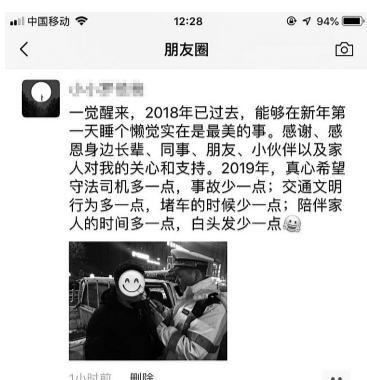 中国移动 12:28 94%
朋友圈
一觉醒来，2018年已过去，能够在新年第
一天睡个懒觉实在是最美的事。感谢、感
恩身边长辈、同事、朋友、小伙伴以及家
人对我的关心和支持。2019年，真心希望
守法司机多一点，事故少一点；交通文明
行为多一点，堵车的时候少一点；陪伴家
人的时间多一点，白头发少一点
1小时前 删除